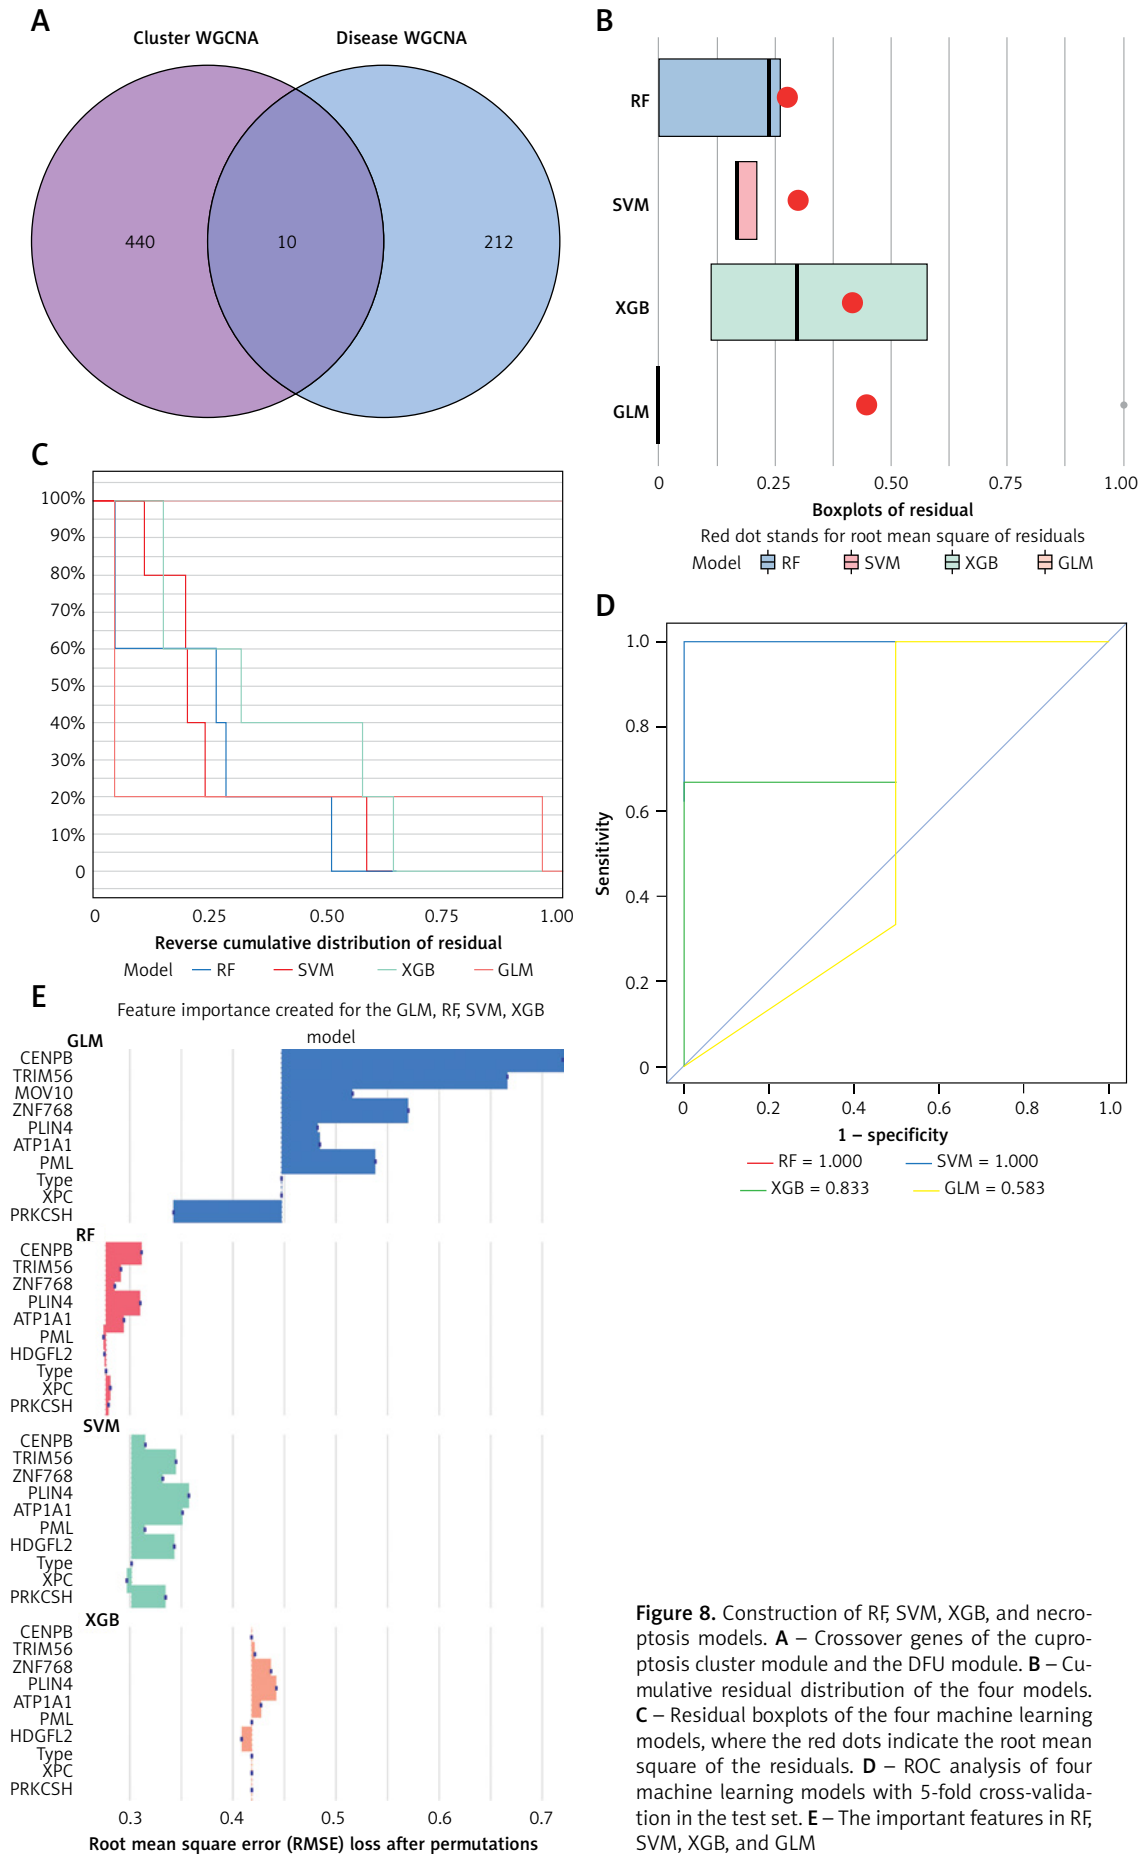 A
Cluster WGCNA
Disease WGCNA
440
10
212
B
RF
SVM
XGB
GLM
0
0.25
0.50
0.75
1.00
Boxplots of residual
Red dot stands for root mean square of residuals
Model RF SVM XGB GLM
C
100%
90%
80%
70%
60%
50%
40%
30%
20%
10%
0
0 0.25 0.50 0.75 1.00
Reverse cumulative distribution of residual
Model RF SVM XGB GLM
D
Sensitivity
1.0
0.8
0.6
0.4
0.2
0
0 0.2 0.4 0.6 0.8 1.0
1 – specificity
RF = 1.000 SVM = 1.000
XGB = 0.833 GLM = 0.583
E
Feature importance created for the GLM, RF, SVM, XGB
model
GLM
CENPB
TRIM56
MOV10
ZNF768
PLIN4
ATP1A1
PML
Type
XPC
PRKCSH
RF
CENPB
TRIM56
ZNF768
PLIN4
ATP1A1
PML
HDGFL2
Type
XPC
PRKCSH
SVM
CENPB
TRIM56
ZNF768
PLIN4
ATP1A1
PML
HDGFL2
Type
XPC
PRKCSH
XGB
CENPB
TRIM56
ZNF768
PLIN4
ATP1A1
PML
HDGFL2
Type
XPC
PRKCSH
0.3 0.4 0.5 0.6 0.7
Root mean square error (RMSE) loss after permutations
Figure 8. Construction of RF, SVM, XGB, and necro-
ptosis models. A – Crossover genes of the cupro-
ptosis cluster module and the DFU module. B – Cu-
mulative residual distribution of the four models.
C – Residual boxplots of the four machine learning
models, where the red dots indicate the root mean
square of the residuals. D – ROC analysis of four
machine learning models with 5-fold cross-valida-
tion in the test set. E – The important features in RF,
SVM, XGB, and GLM